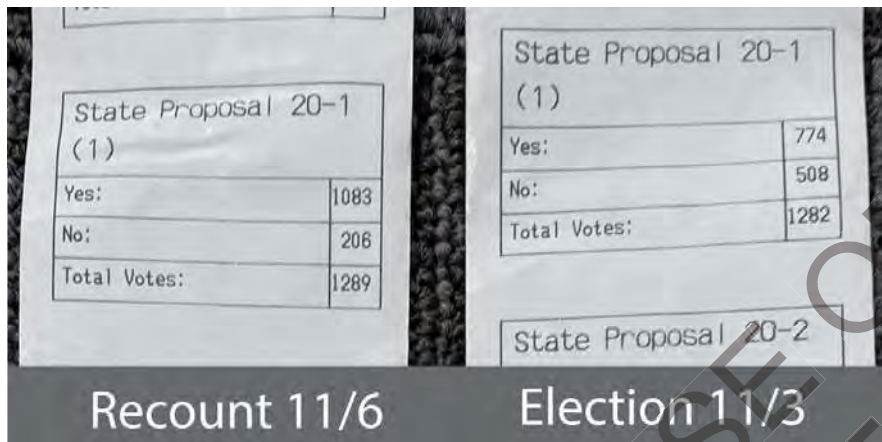 State Proposal 20-1
(1)
Yes: 1083
No: 206
Total Votes: 1289
State Proposal 20-1
(1)
Yes: 774
No: 508
Total Votes: 1282
State Proposal 20-2
Recount 11/6
Election 11/3